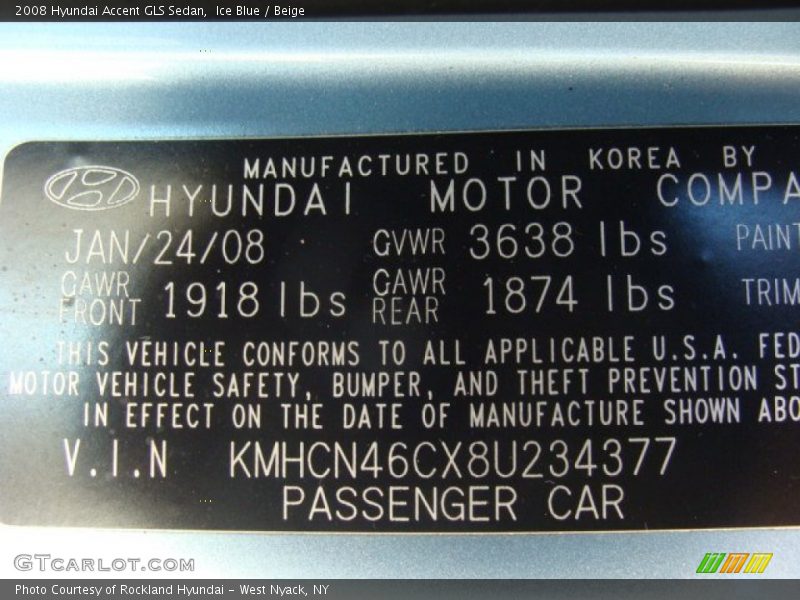 2008 Hyundai Accent GLS Sedan,  Ice Blue / Beige
MANUFACTURED IN KOREA BY
HYUNDAI MOTOR COMPA
JAN/24/08 GVWR 3638 lbs PAINT
GAWR FRONT 1918 lbs GAWR REAR 1874 lbs TRIM
THIS VEHICLE CONFORMS TO ALL APPLICABLE U.S.A. FED
MOTOR VEHICLE SAFETY, BUMPER, AND THEFT PREVENTION ST
IN EFFECT ON THE DATE OF MANUFACTURE SHOWN ABO
V.I.N KMHCN46CX8U234377
PASSENGER CAR
GTCARLOT.COM
Photo Courtesy of Rockland Hyundai - West Nyack, NY